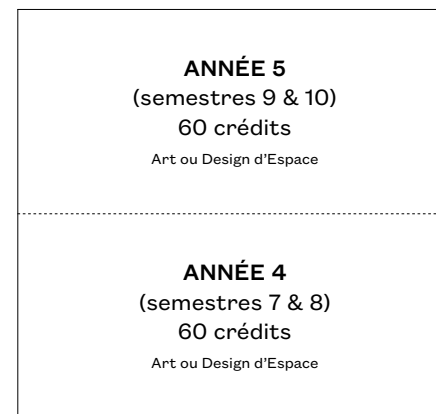 ANNÉE 5
(semestres 9 & 10)
60 crédits
Art ou Design d’Espace
ANNÉE 4
(semestres 7 & 8)
60 crédits
Art ou Design d’Espace